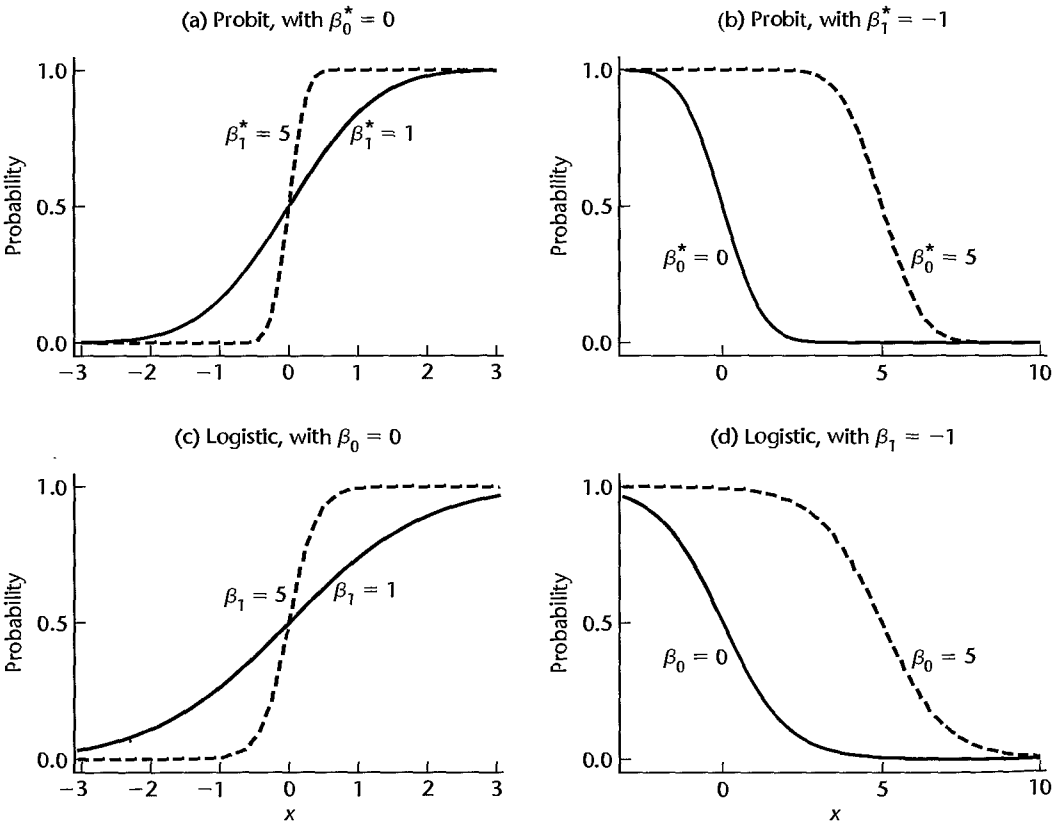 (a) Probit, with β₀* = 0
Probability
1.0
0.5
0.0
β₁* = 5
β₁* = 1
−3 −2 −1 0 1 2 3
(b) Probit, with β₁* = −1
Probability
1.0
0.5
0.0
β₀* = 0
β₀* = 5
0 5 10
(c) Logistic, with β₀ = 0
Probability
1.0
0.5
0.0
β₁ = 5
β₁ = 1
−3 −2 −1 0 1 2 3
x
(d) Logistic, with β₁ = −1
Probability
1.0
0.5
0.0
β₀ = 0
β₀ = 5
0 5 10
x